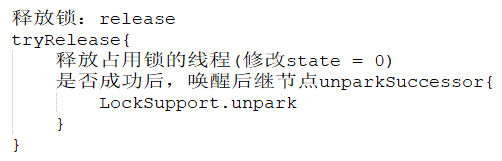 释放锁：release
tryRelease{
释放占用锁的线程(修改state = 0)
是否成功后，唤醒后继节点unparkSuccessor{
LockSupport.unpark
}
}